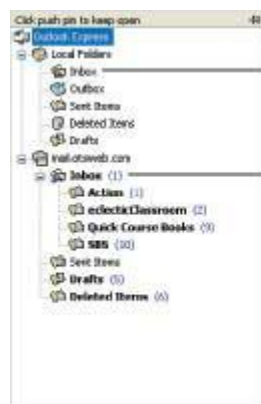 Click push pin to keep open
Outlook Express
Local Folders
Inbox
Outbox
Sent Items
Deleted Items
Drafts
mail.otsiweb.com
Inbox (1)
Action (1)
eclecticClassroom (2)
Quick Course Books (9)
SBS (10)
Sent Items
Drafts (5)
Deleted Items (6)